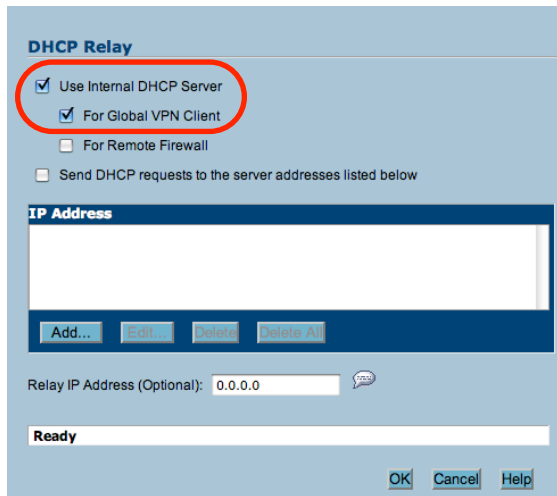 DHCP Relay
Use Internal DHCP Server
For Global VPN Client
For Remote Firewall
Send DHCP requests to the server addresses listed below
IP Address
Add... Edit... Delete Delete All
Relay IP Address (Optional): 0.0.0.0
Ready
OK Cancel Help